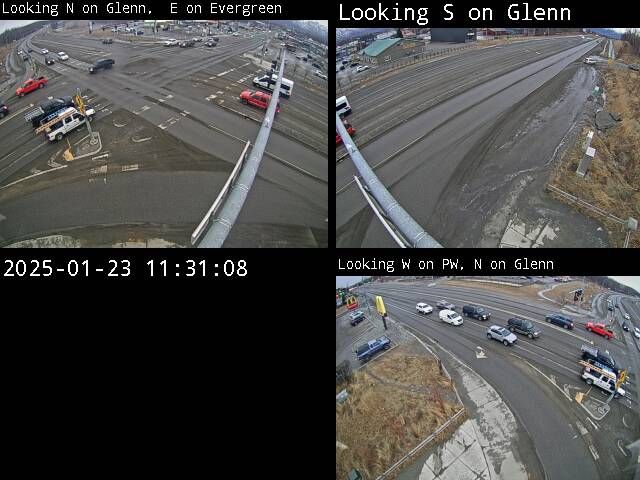 Looking N on Glenn,  E on Evergreen
Looking S on Glenn
2025-01-23 11:31:08
Looking W on PW, N on Glenn